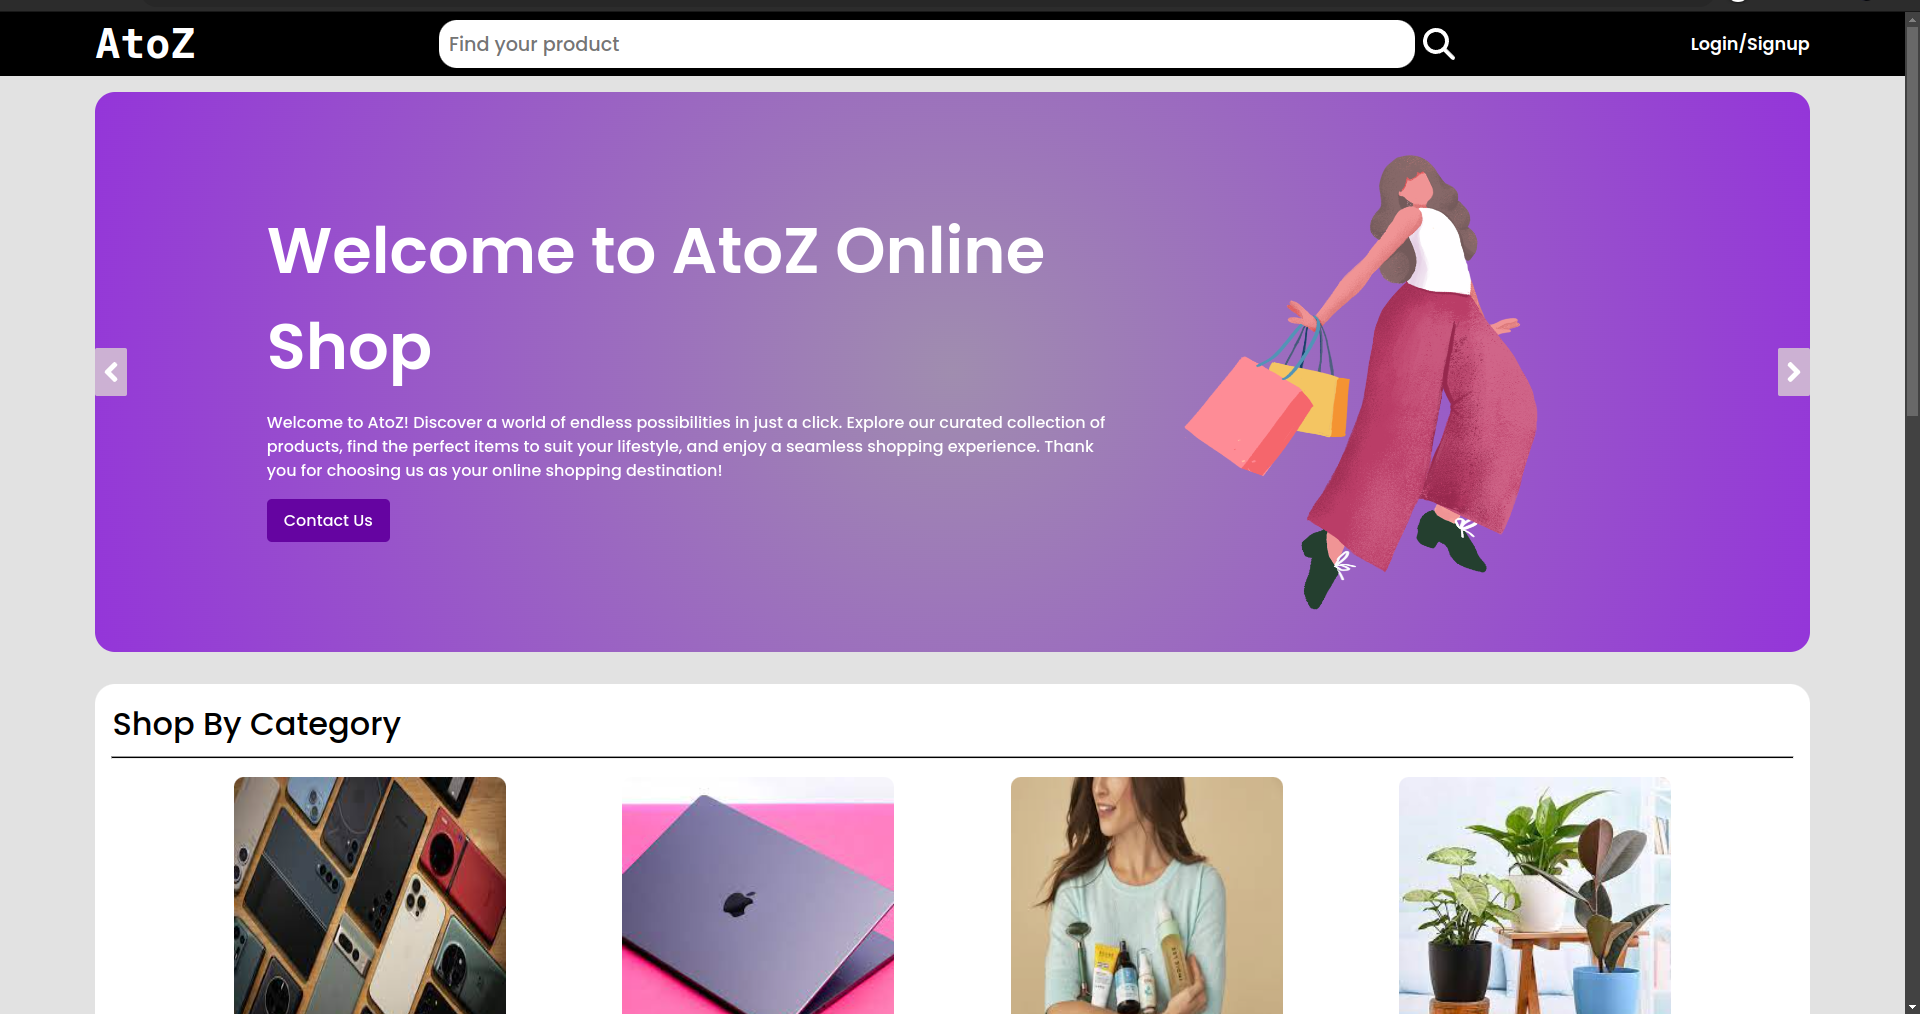 AtoZ
Find your product
Login/Signup
Welcome to AtoZ Online
Shop
Welcome to AtoZ! Discover a world of endless possibilities in just a click. Explore our curated collection of
products, find the perfect items to suit your lifestyle, and enjoy a seamless shopping experience. Thank
you for choosing us as your online shopping destination!
Contact Us
Shop By Category